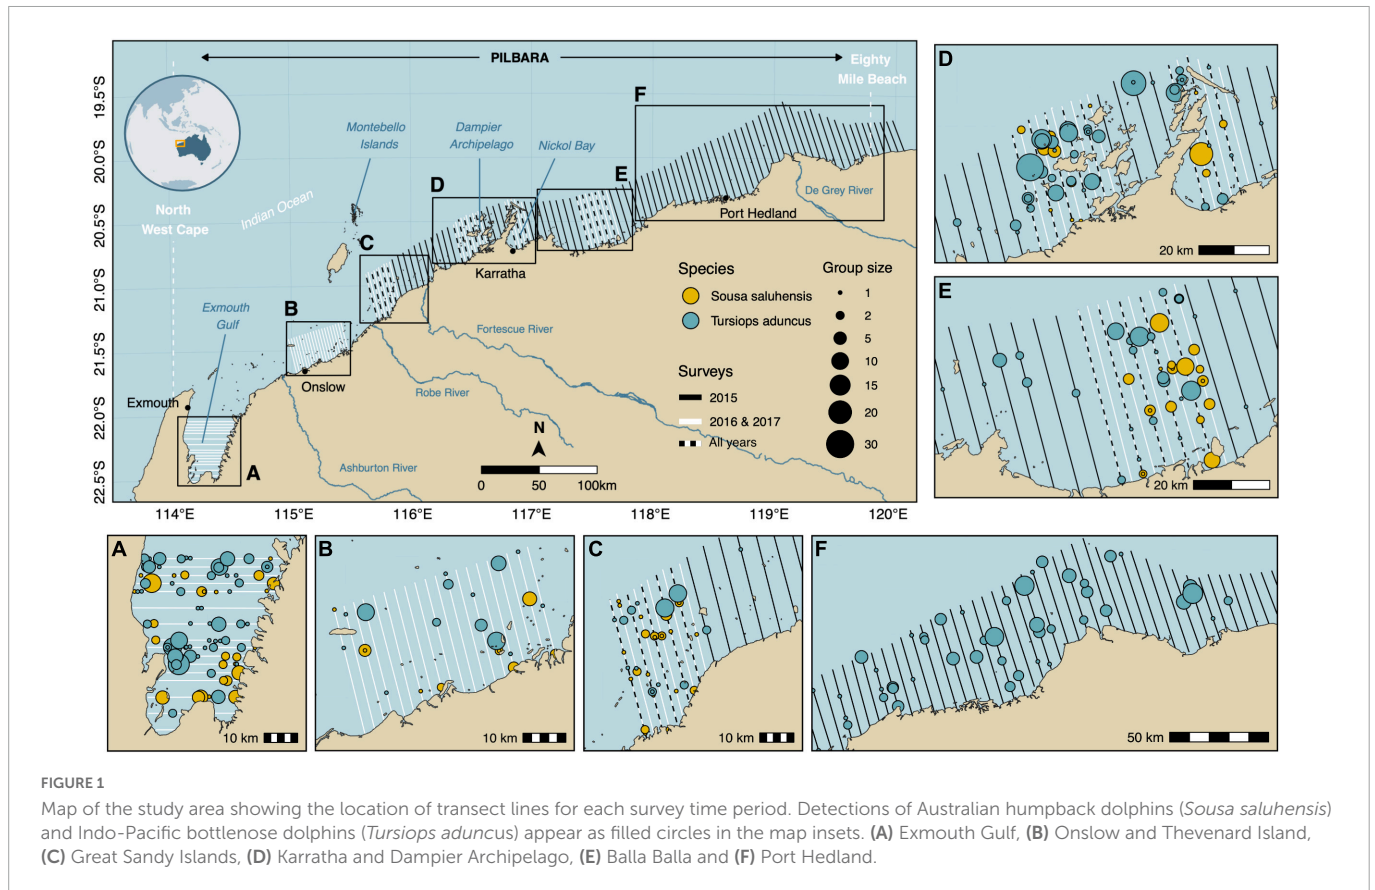 PILBARA
Eighty
Mile Beach
F
Montebello
Islands
Dampier
Archipelago
Nickol Bay
E
D
De Grey River
Port Hedland
North
West Cape
Indian Ocean
C
Karratha
Exmouth
Gulf
B
Fortescue River
Onslow
Robe River
Exmouth
A
Ashburton River
Species
Sousa saluhensis
Tursiops aduncus
Surveys
2015
2016 & 2017
All years
Group size
1
2
5
10
15
20
30
N
0 50 100km
19.5°S
20.0°S
20.5°S
21.0°S
21.5°S
22.0°S
22.5°S
114°E 115°E 116°E 117°E 118°E 119°E 120°E
D
20 km
E
20 km
A
10 km
B
10 km
C
10 km
F
50 km
FIGURE 1
Map of the study area showing the location of transect lines for each survey time period. Detections of Australian humpback dolphins (Sousa saluhensis)
and Indo-Pacific bottlenose dolphins (Tursiops aduncus) appear as filled circles in the map insets. (A) Exmouth Gulf, (B) Onslow and Thevenard Island,
(C) Great Sandy Islands, (D) Karratha and Dampier Archipelago, (E) Balla Balla and (F) Port Hedland.